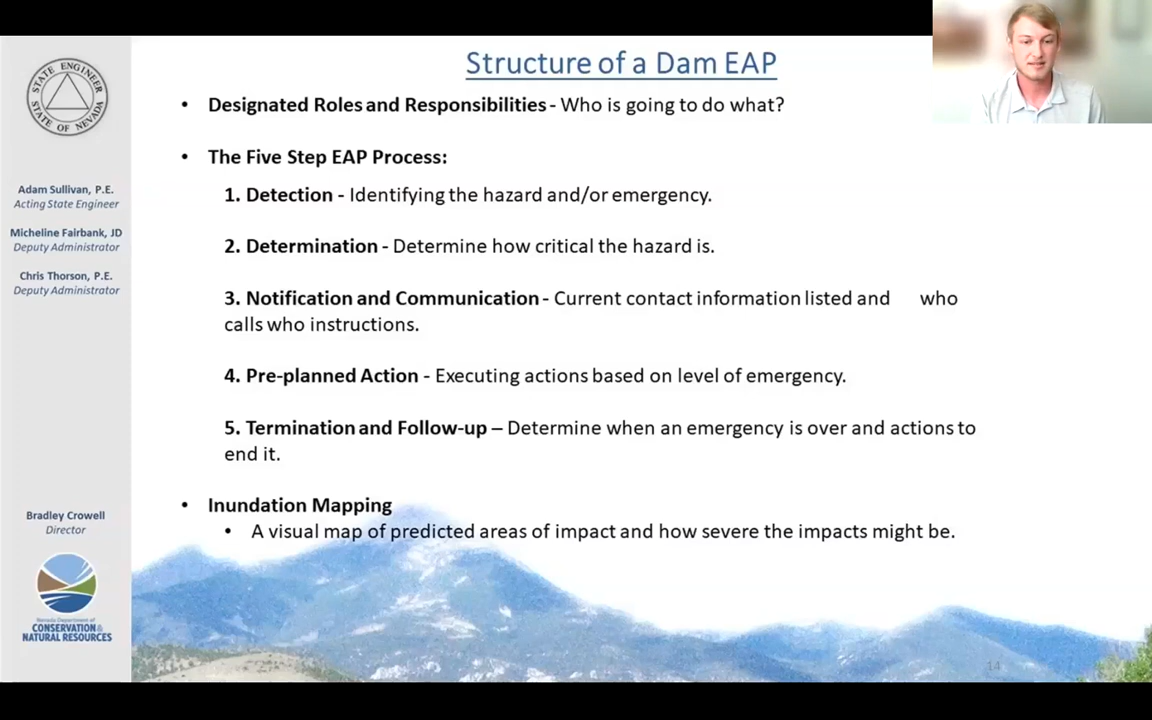 Structure of a Dam EAP
STATE ENGINEER
STATE OF NEVADA
Adam Sullivan, P.E.
Acting State Engineer
Micheline Fairbank, JD
Deputy Administrator
Chris Thorson, P.E.
Deputy Administrator
Bradley Crowell
Director
Nevada Department of
CONSERVATION &
NATURAL RESOURCES
• Designated Roles and Responsibilities - Who is going to do what?
• The Five Step EAP Process:
1. Detection - Identifying the hazard and/or emergency.
2. Determination - Determine how critical the hazard is.
3. Notification and Communication - Current contact information listed and who
calls who instructions.
4. Pre-planned Action - Executing actions based on level of emergency.
5. Termination and Follow-up – Determine when an emergency is over and actions to
end it.
• Inundation Mapping
• A visual map of predicted areas of impact and how severe the impacts might be.
14